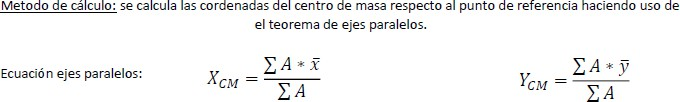 Metodo de cálculo: se calcula las cordenadas del centro de masa respecto al punto de referencia haciendo uso de
el teorema de ejes paralelos.
Ecuación ejes paralelos: X_{CM} = \frac{\sum A * \bar{x}}{\sum A} Y_{CM} = \frac{\sum A * \bar{y}}{\sum A}